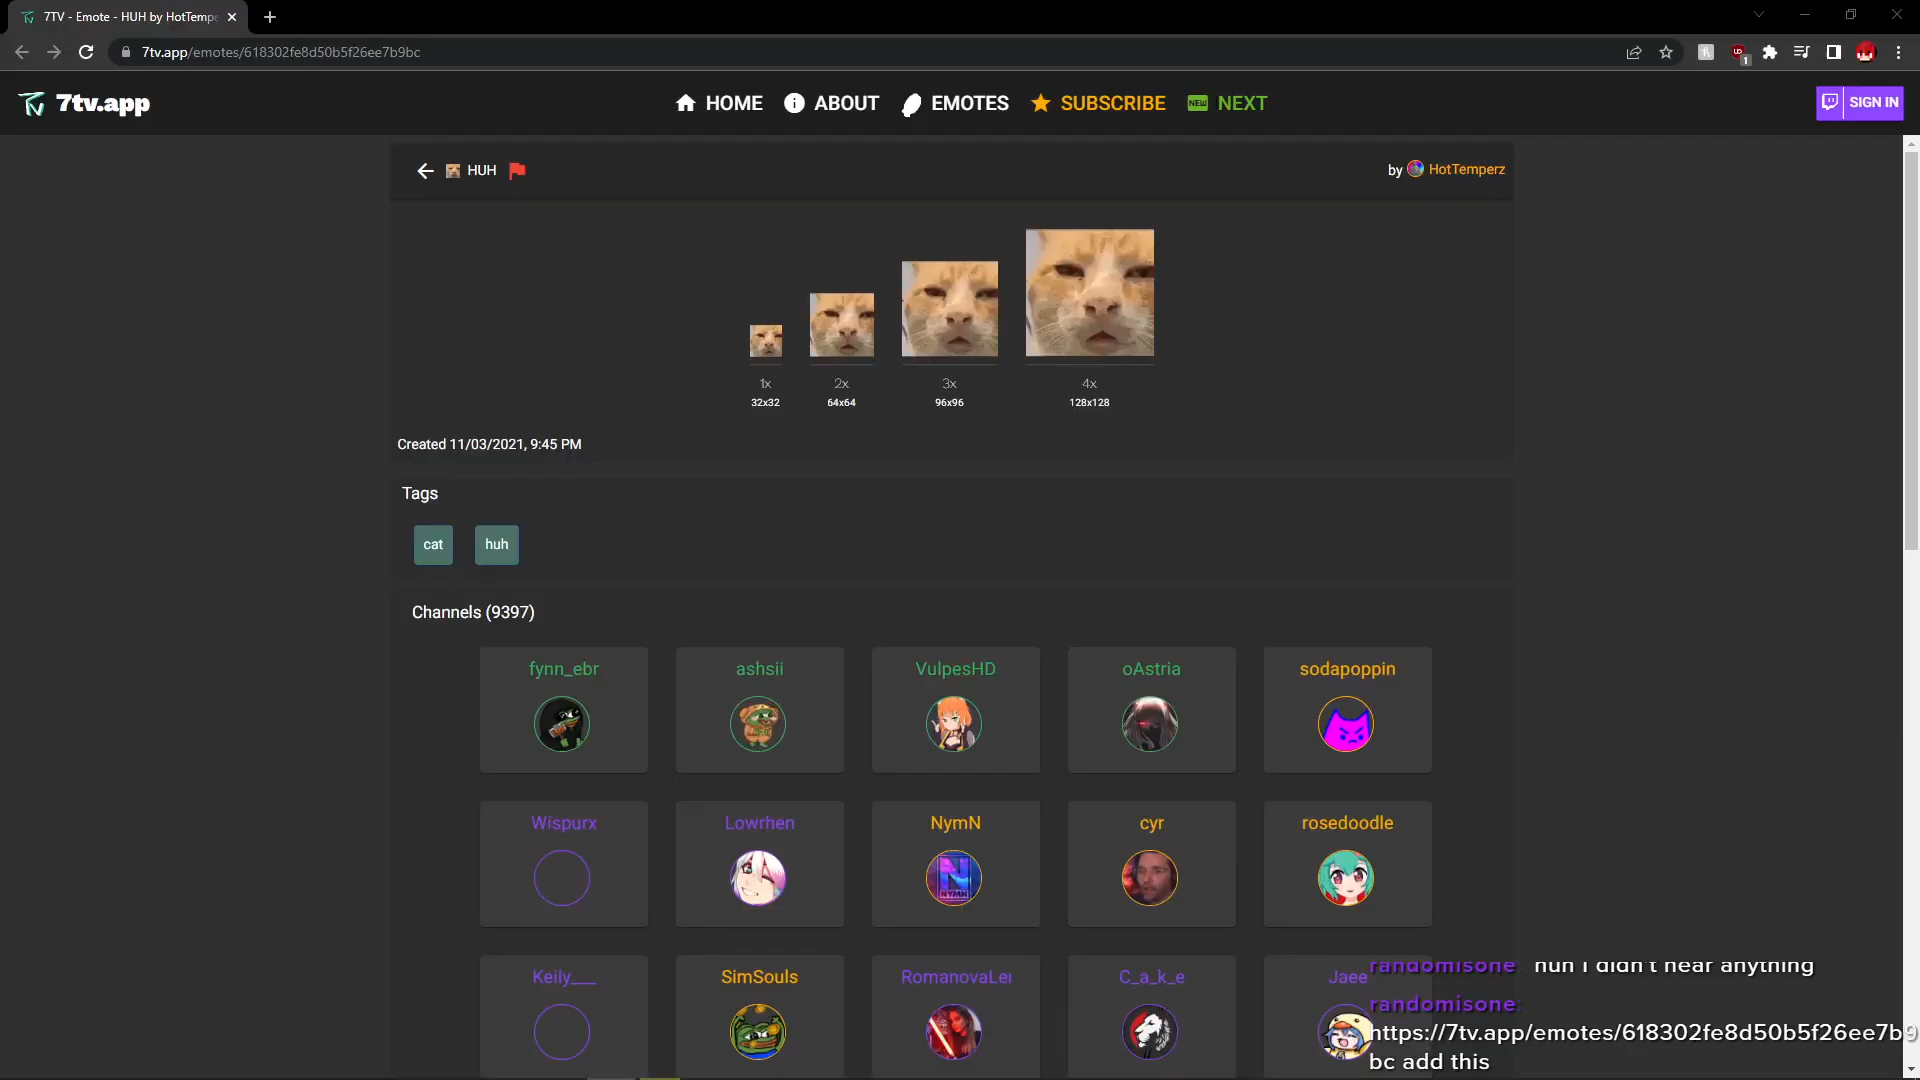 7TV - Emote - HUH by HotTempe
7tv.app/emotes/618302fe8d50b5f26ee7b9bc
1
7tv.app
HOME
ABOUT
EMOTES
SUBSCRIBE
NEW
NEXT
SIGN IN
HUH
by HotTemperz
1x
2x
3x
4x
32x32
64x64
96x96
128x128
Created 11/03/2021, 9:45 PM
Tags
cat
huh
Channels (9397)
fynn_ebr
ashsii
VulpesHD
oAstria
sodapoppin
Wispurx
Lowrhen
NymN
cyr
rosedoodle
NYMN
Keily___
SimSouls
RomanovaLei
C_a_k_e
Jaee
randomisone: huh I didn't hear anything
randomisone:
https://7tv.app/emotes/618302fe8d50b5f26ee7b9
bc add this